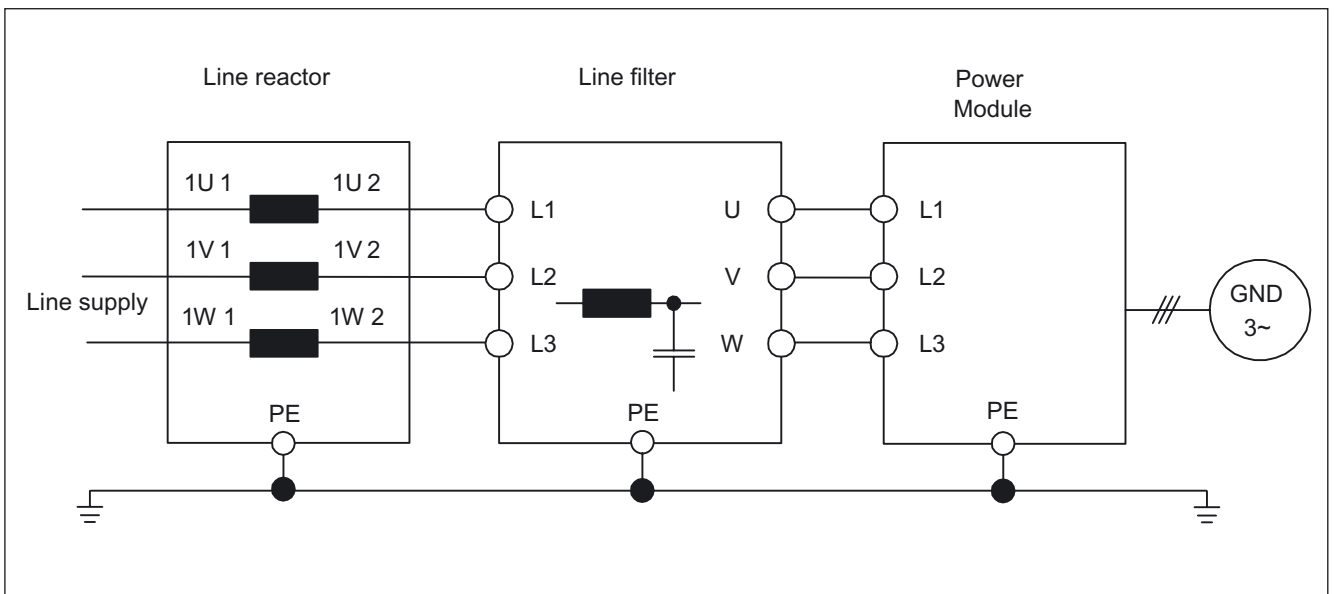 Line reactor
Line filter
Power
Module
1U 1
1U 2
L1
U
L1
1V 1
1V 2
L2
V
L2
Line supply
GND
3~
1W 1
1W 2
L3
W
L3
PE
PE
PE